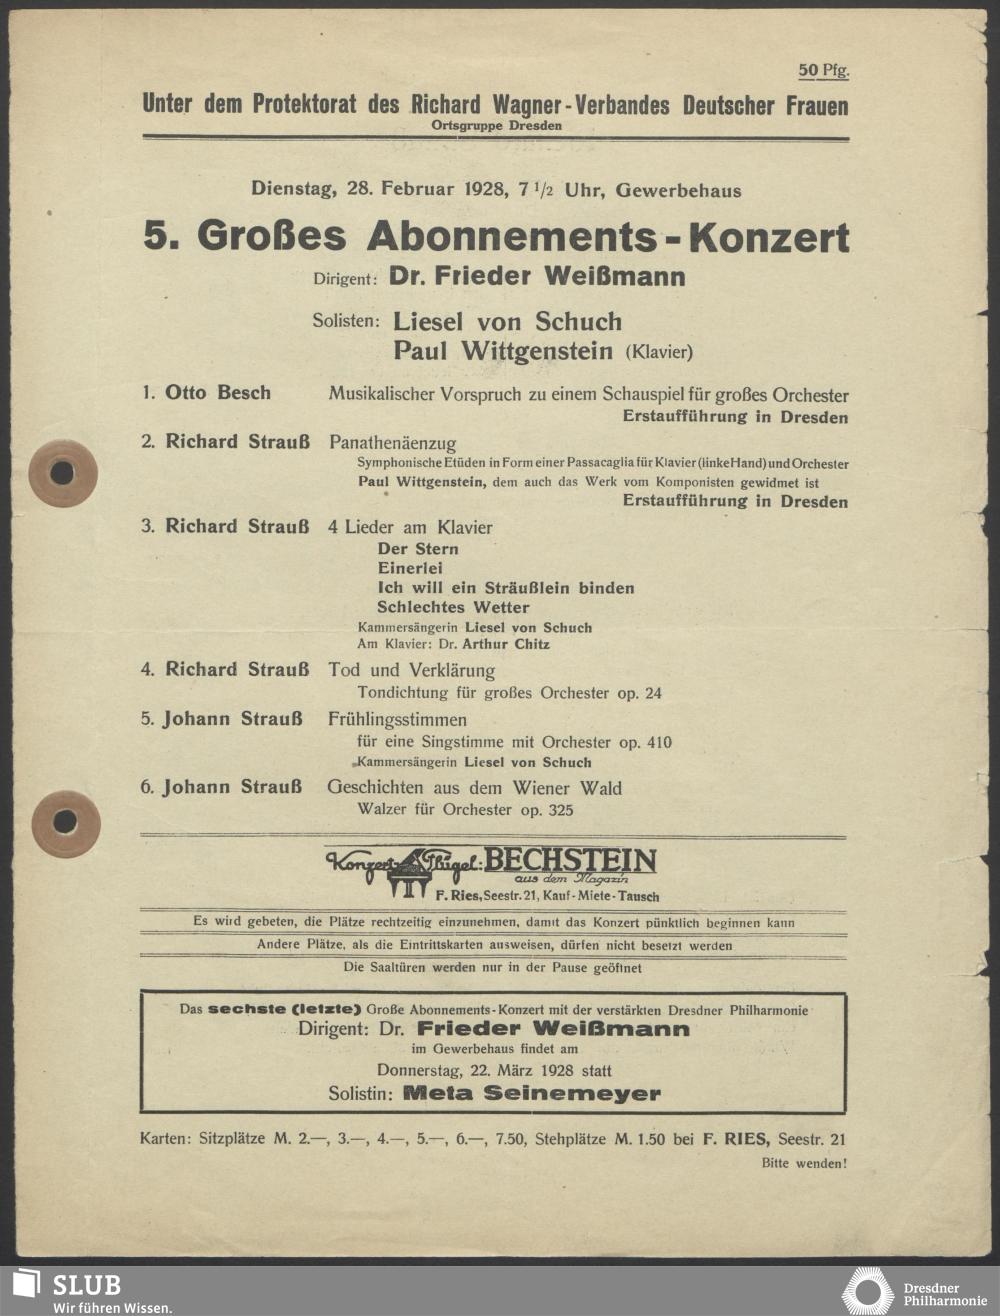 50 Pfg.
Unter dem Protektorat des Richard Wagner-Verbandes Deutscher Frauen
Ortsgruppe Dresden
Dienstag, 28. Februar 1928, 7 1/2 Uhr, Gewerbehaus
5. Großes Abonnements-Konzert
Dirigent: Dr. Frieder Weißmann
Solisten: Liesel von Schuch
Paul Wittgenstein (Klavier)
1. Otto Besch Musikalischer Vorspruch zu einem Schauspiel für großes Orchester
Erstaufführung in Dresden
2. Richard Strauß Panathenäenzug
Symphonische Etüden in Form einer Passacaglia für Klavier (linke Hand) und Orchester
Paul Wittgenstein, dem auch das Werk vom Komponisten gewidmet ist
Erstaufführung in Dresden
3. Richard Strauß 4 Lieder am Klavier
Der Stern
Einerlei
Ich will ein Sträußlein binden
Schlechtes Wetter
Kammersängerin Liesel von Schuch
Am Klavier: Dr. Arthur Chitz
4. Richard Strauß Tod und Verklärung
Tondichtung für großes Orchester op. 24
5. Johann Strauß Frühlingsstimmen
für eine Singstimme mit Orchester op. 410
Kammersängerin Liesel von Schuch
6. Johann Strauß Geschichten aus dem Wiener Wald
Walzer für Orchester op. 325
Konzert-Flügel: BECHSTEIN
aus dem Magazin
F. Ries, Seestr. 21, Kauf-Miete-Tausch
Es wird gebeten, die Plätze rechtzeitig einzunehmen, damit das Konzert pünktlich beginnen kann
Andere Plätze, als die Eintrittskarten ausweisen, dürfen nicht besetzt werden
Die Saaltüren werden nur in der Pause geöffnet
Das sechste (letzte) Große Abonnements-Konzert mit der verstärkten Dresdner Philharmonie
Dirigent: Dr. Frieder Weißmann
im Gewerbehaus findet am
Donnerstag, 22. März 1928 statt
Solistin: Meta Seinemeyer
Karten: Sitzplätze M. 2.—, 3.—, 4.—, 5.—, 6.—, 7.50, Stehplätze M. 1.50 bei F. RIES, Seestr. 21
Bitte wenden!
SLUB
Wir führen Wissen.
Dresdner
Philharmonie